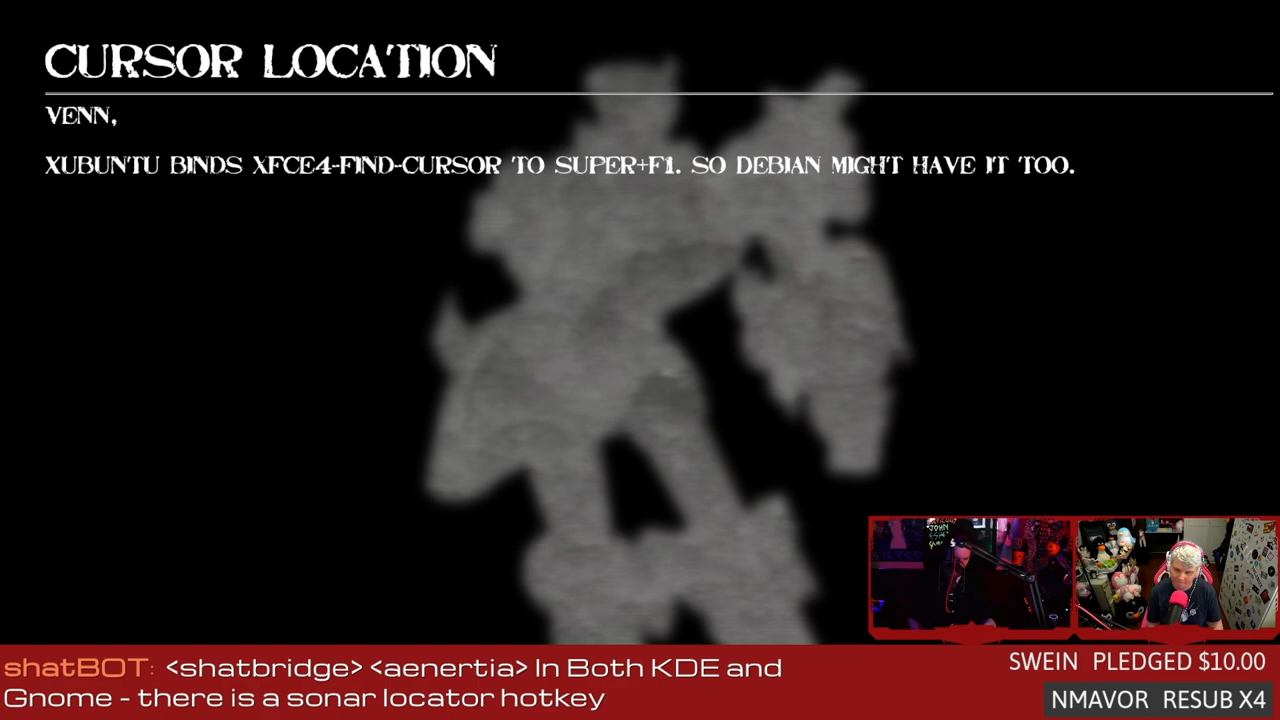 CURSOR LOCATION
VENN,
XUBUNTU BINDS XFCE4-FIND-CURSOR TO SUPER+F1. SO DEBIAN MIGHT HAVE IT TOO.
shatBOT: <shatbridge> <aenertia> In Both KDE and
Gnome - there is a sonar locator hotkey
SWEIN PLEDGED $10.00
NMAVOR RESUB X4